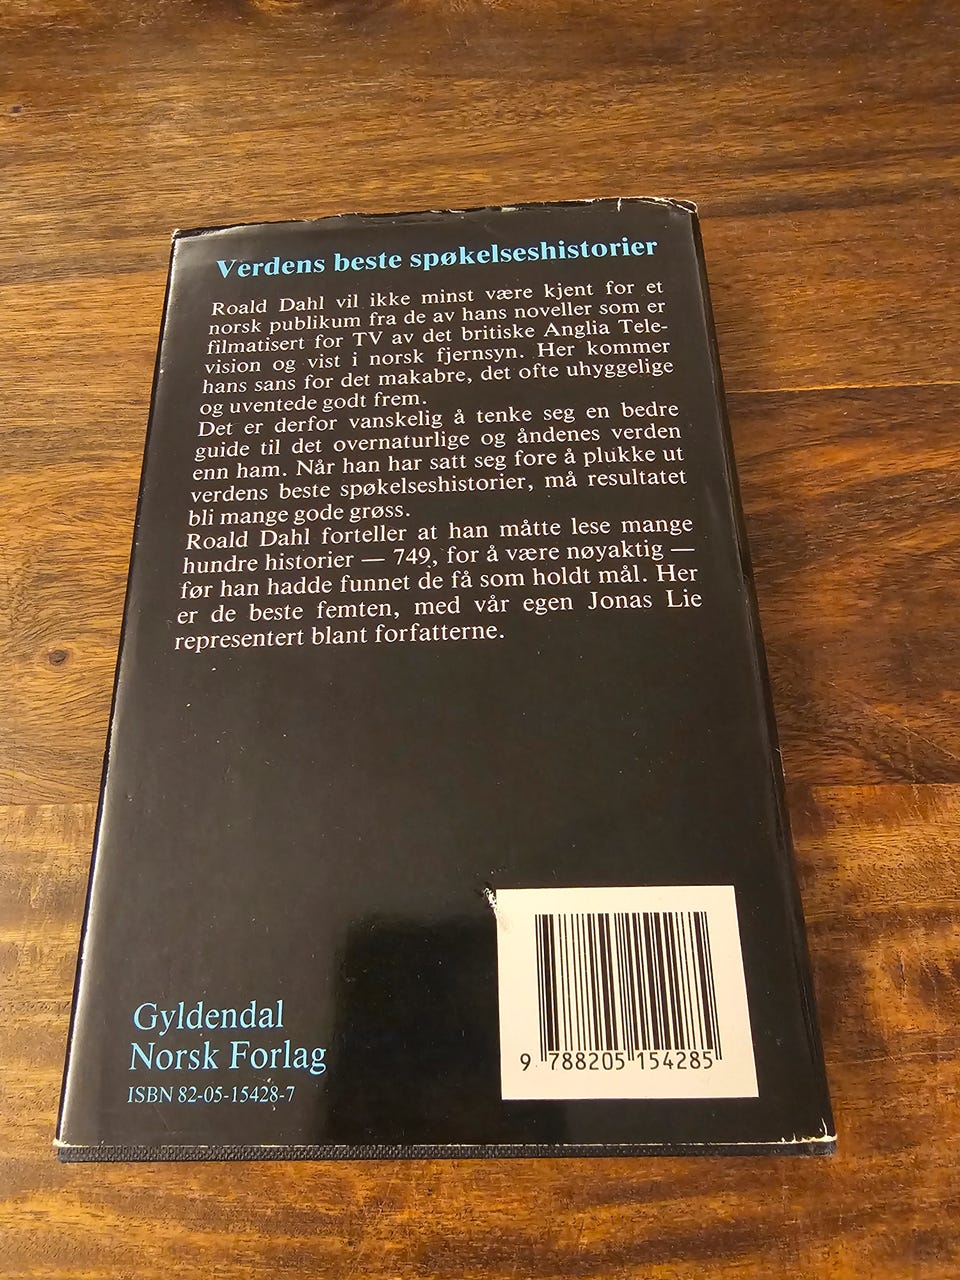 Verdens beste spøkelseshistorier
Roald Dahl vil ikke minst være kjent for et
norsk publikum fra de av hans noveller som er
filmatisert for TV av det britiske Anglia Tele-
vision og vist i norsk fjernsyn. Her kommer
hans sans for det makabre, det ofte uhyggelige
og uventede godt frem.
Det er derfor vanskelig å tenke seg en bedre
guide til det overnaturlige og åndenes verden
enn ham. Når han har satt seg fore å plukke ut
verdens beste spøkelseshistorier, må resultatet
bli mange gode grøss.
Roald Dahl forteller at han måtte lese mange
hundre historier — 749, for å være nøyaktig —
før han hadde funnet de få som holdt mål. Her
er de beste femten, med vår egen Jonas Lie
representert blant forfatterne.
Gyldendal
Norsk Forlag
ISBN 82-05-15428-7
9 788205 154285